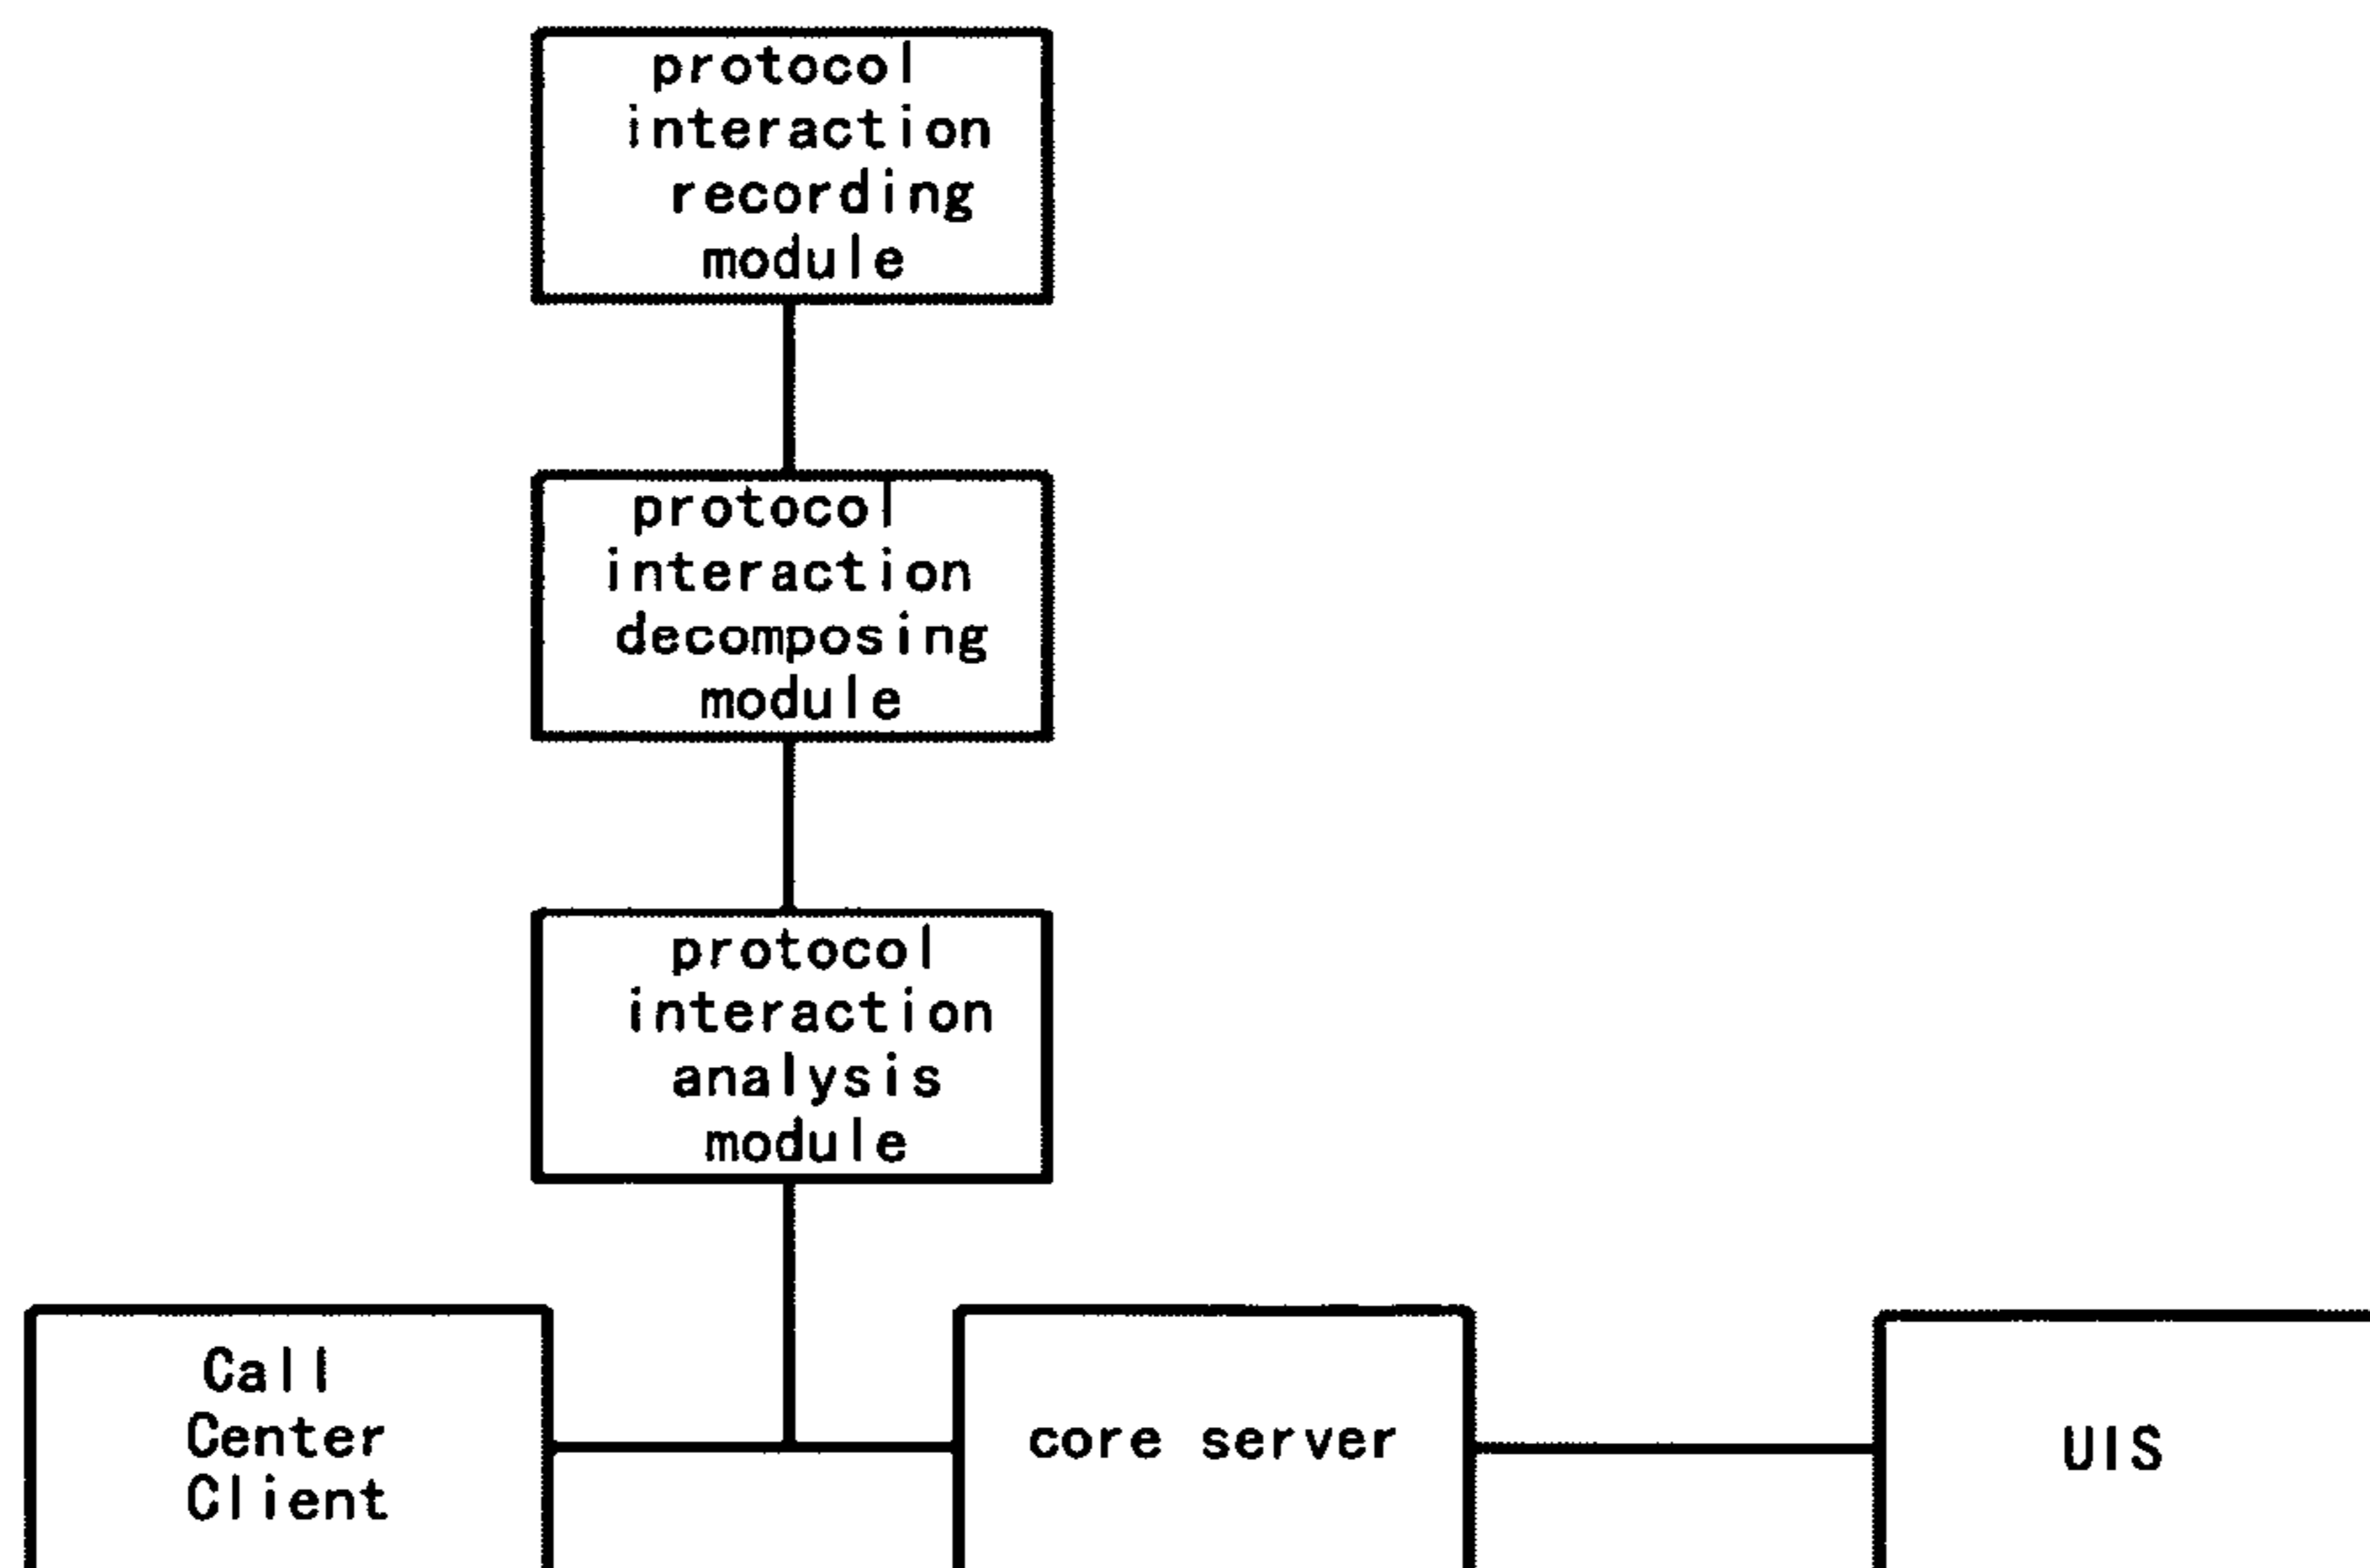 protocol
interaction
recording
module
protocol
interaction
decomposing
module
protocol
interaction
analysis
module
Call
Center
Client
core server
UIS